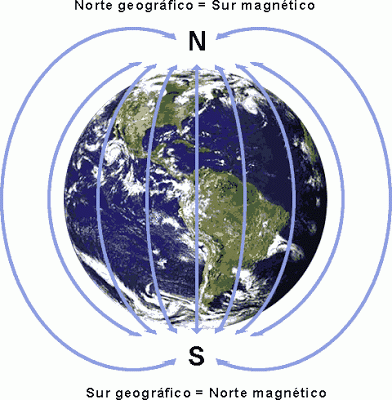 Norte geográfico = Sur magnético
N
S
Sur geográfico = Norte magnético